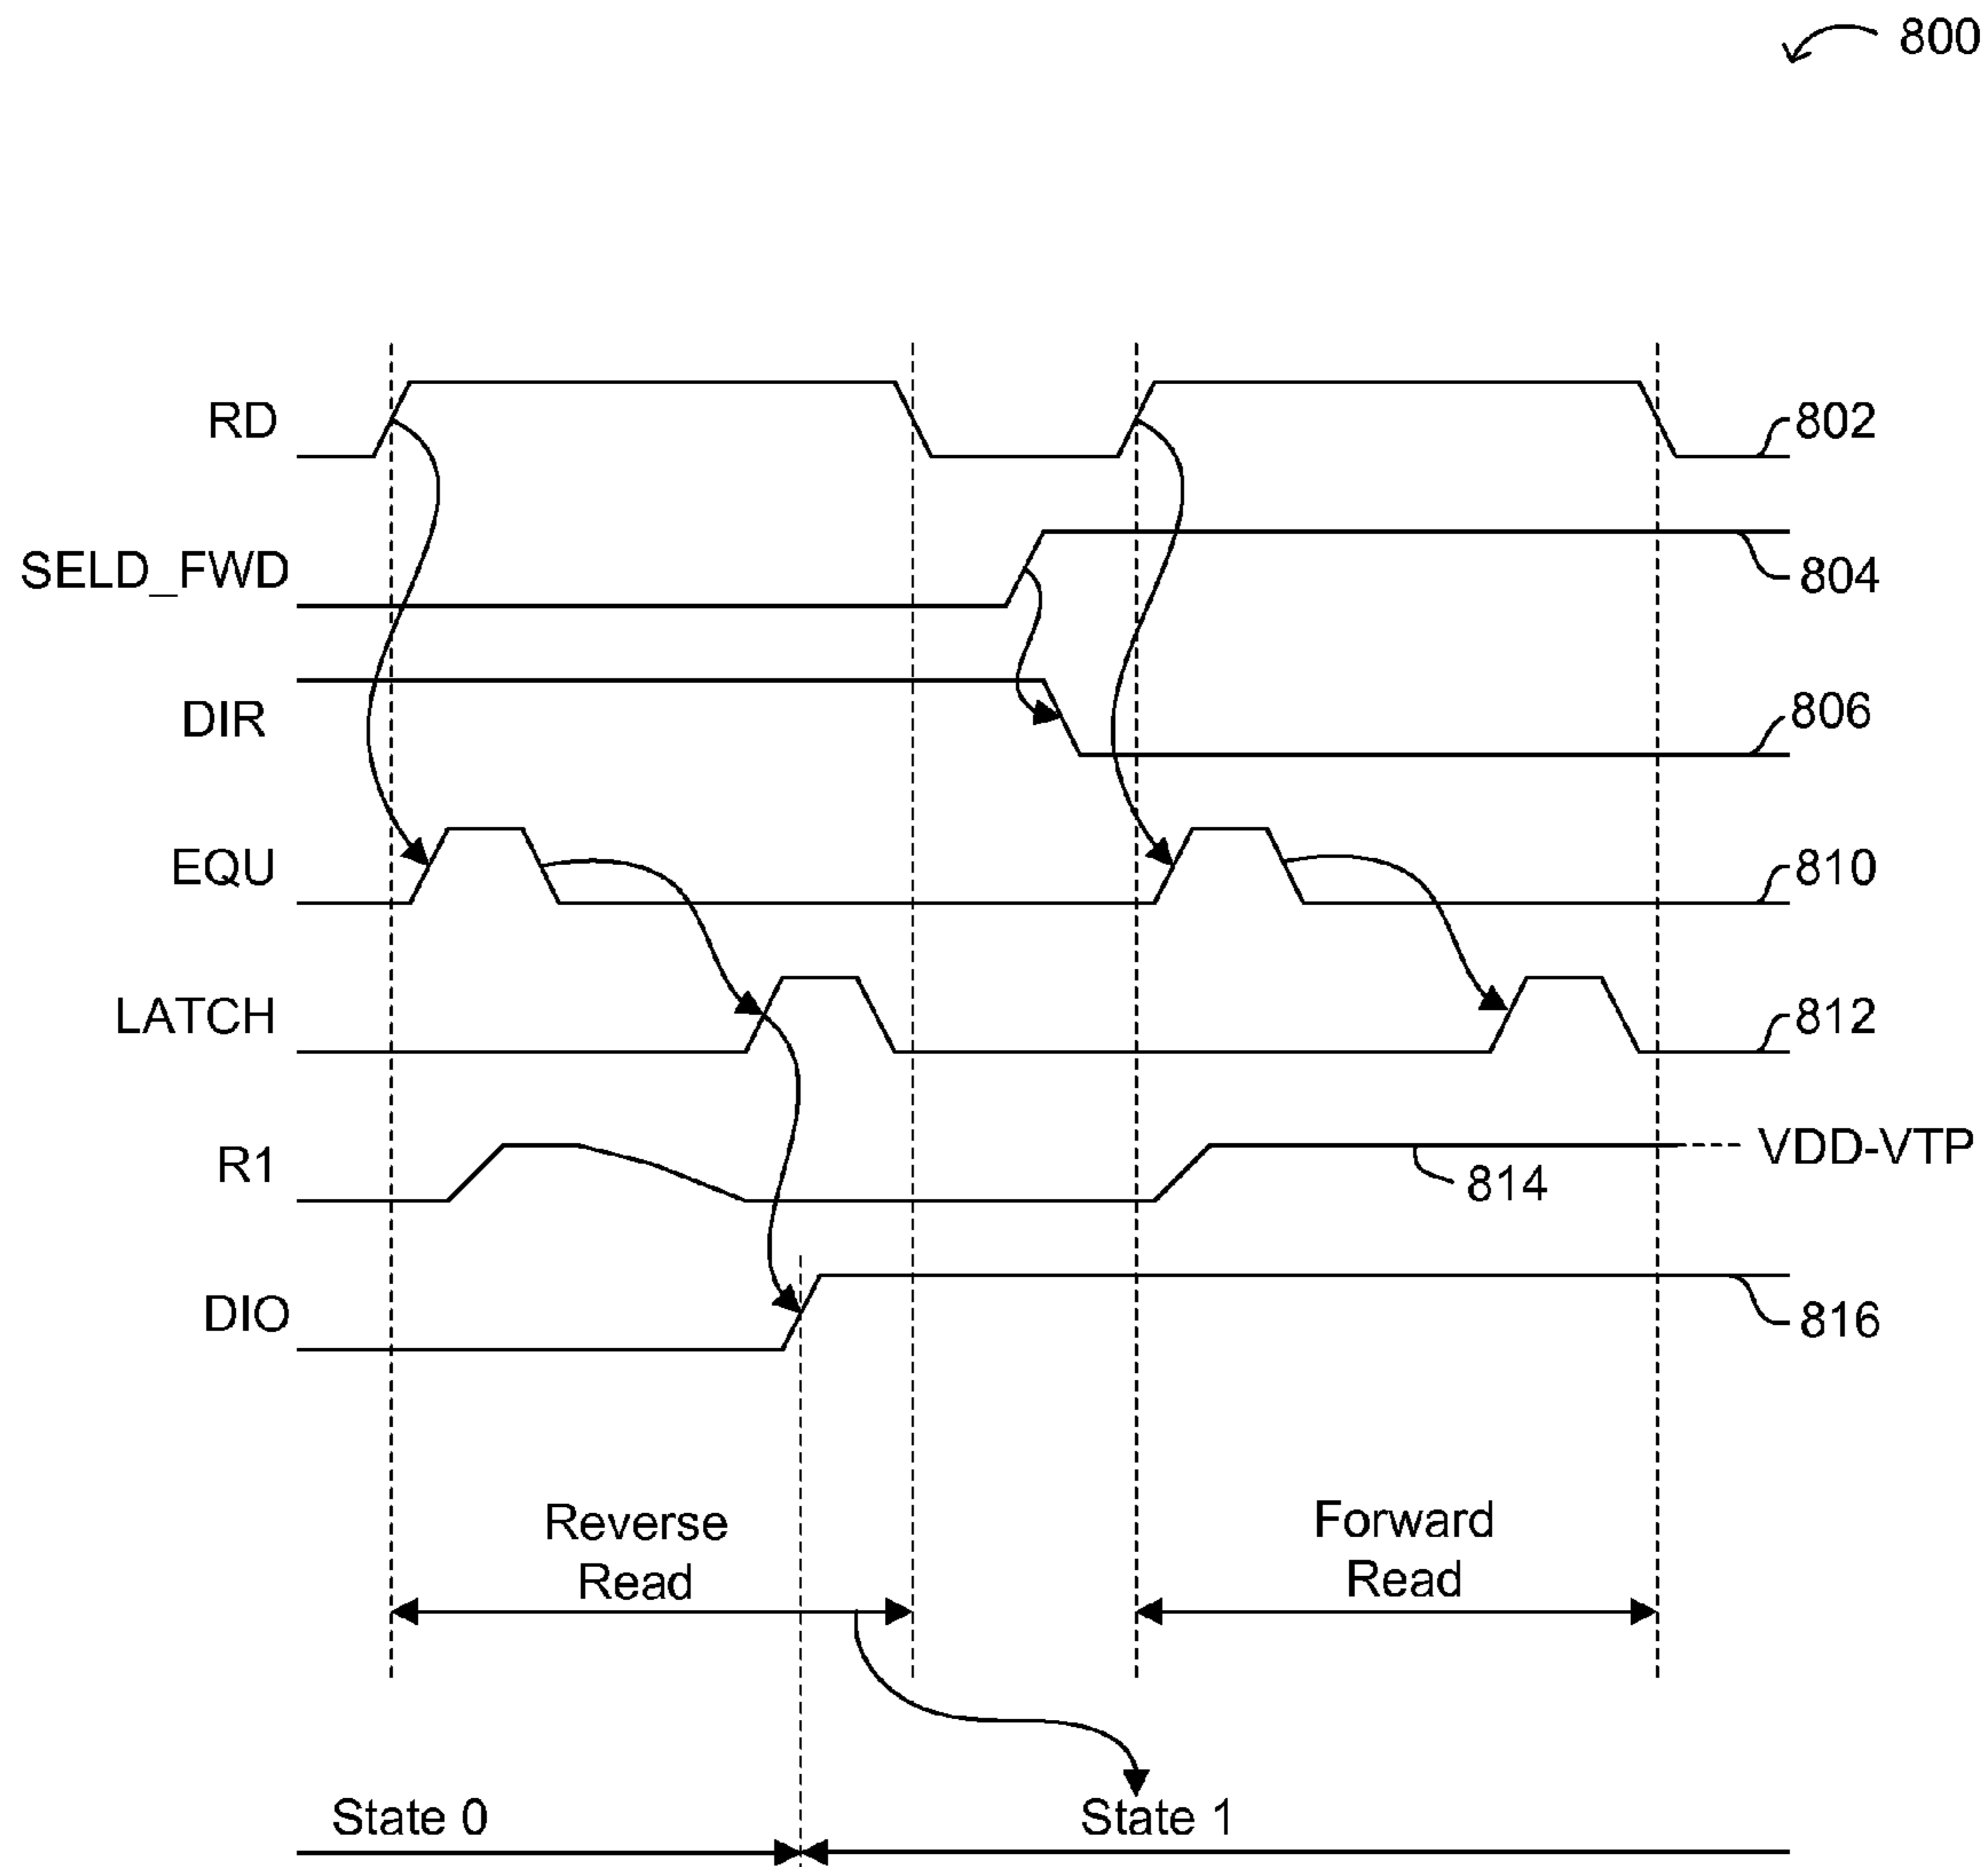 800
RD
802
SELD_FWD
804
DIR
806
EQU
810
LATCH
812
R1
VDD-VTP
814
DIO
816
Reverse
Read
Forward
Read
State 0
State 1